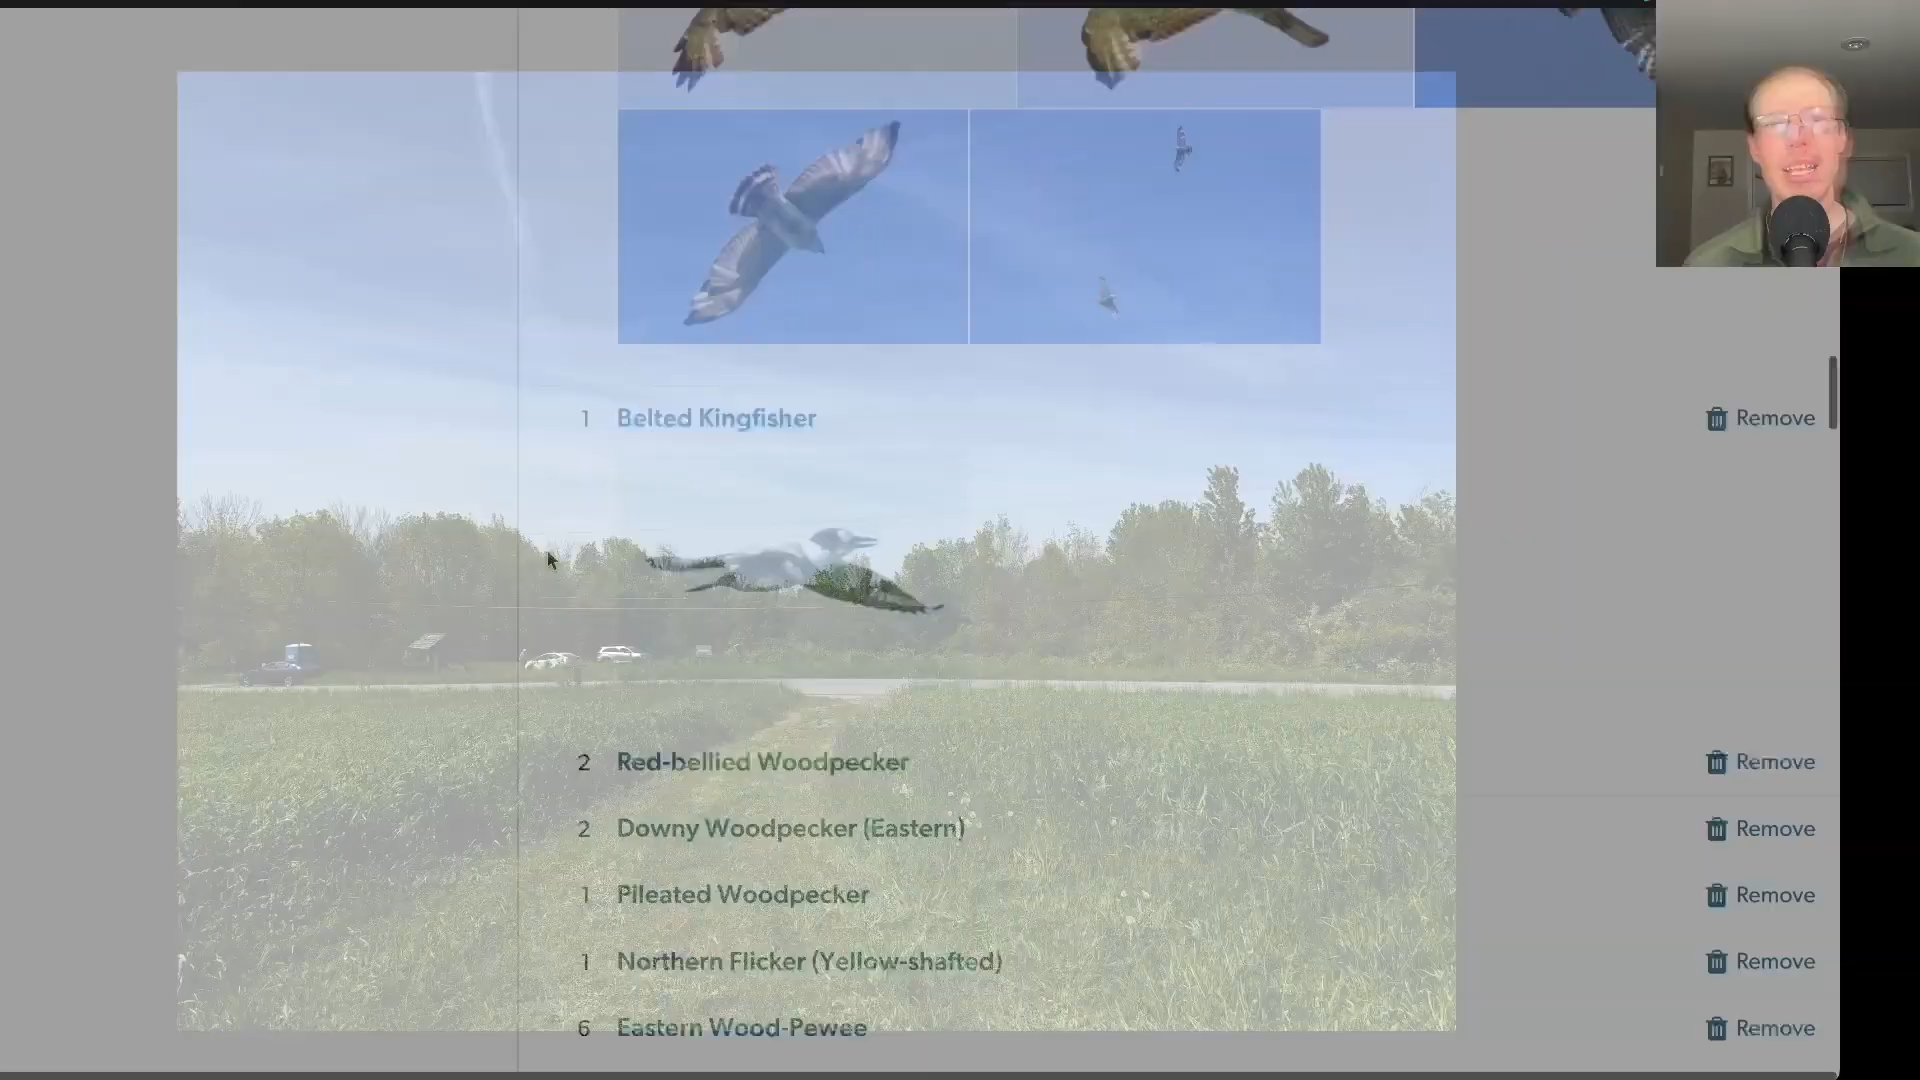 1 Belted Kingfisher Remove
2 Red-bellied Woodpecker Remove
2 Downy Woodpecker (Eastern) Remove
1 Pileated Woodpecker Remove
1 Northern Flicker (Yellow-shafted) Remove
6 Eastern Wood-Pewee Remove